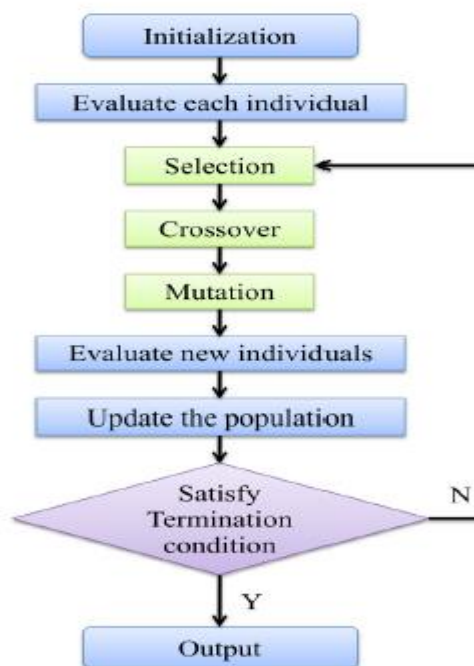 Initialization
Evaluate each individual
Selection
Crossover
Mutation
Evaluate new individuals
Update the population
Satisfy
Termination
condition
N
Y
Output